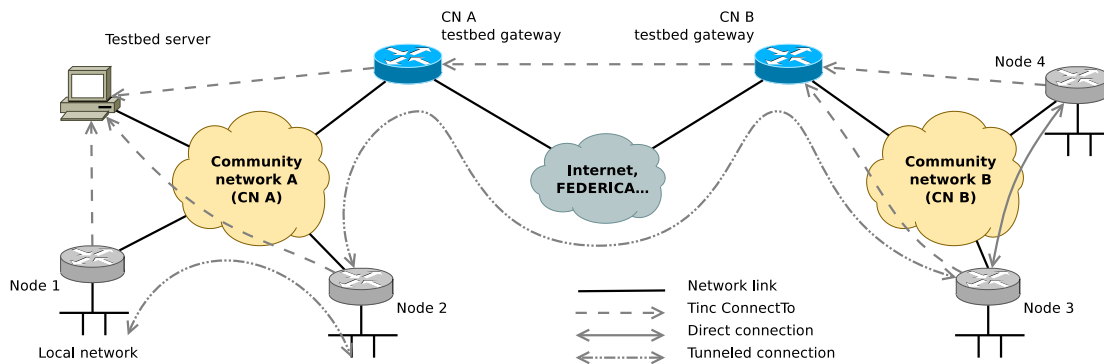 CN A
testbed gateway
CN B
testbed gateway
Testbed server
Node 4
Community
network A
(CN A)
Internet,
FEDERICA...
Community
network B
(CN B)
Node 1
Node 2
Node 3
Local network
Network link
Tinc ConnectTo
Direct connection
Tunneled connection